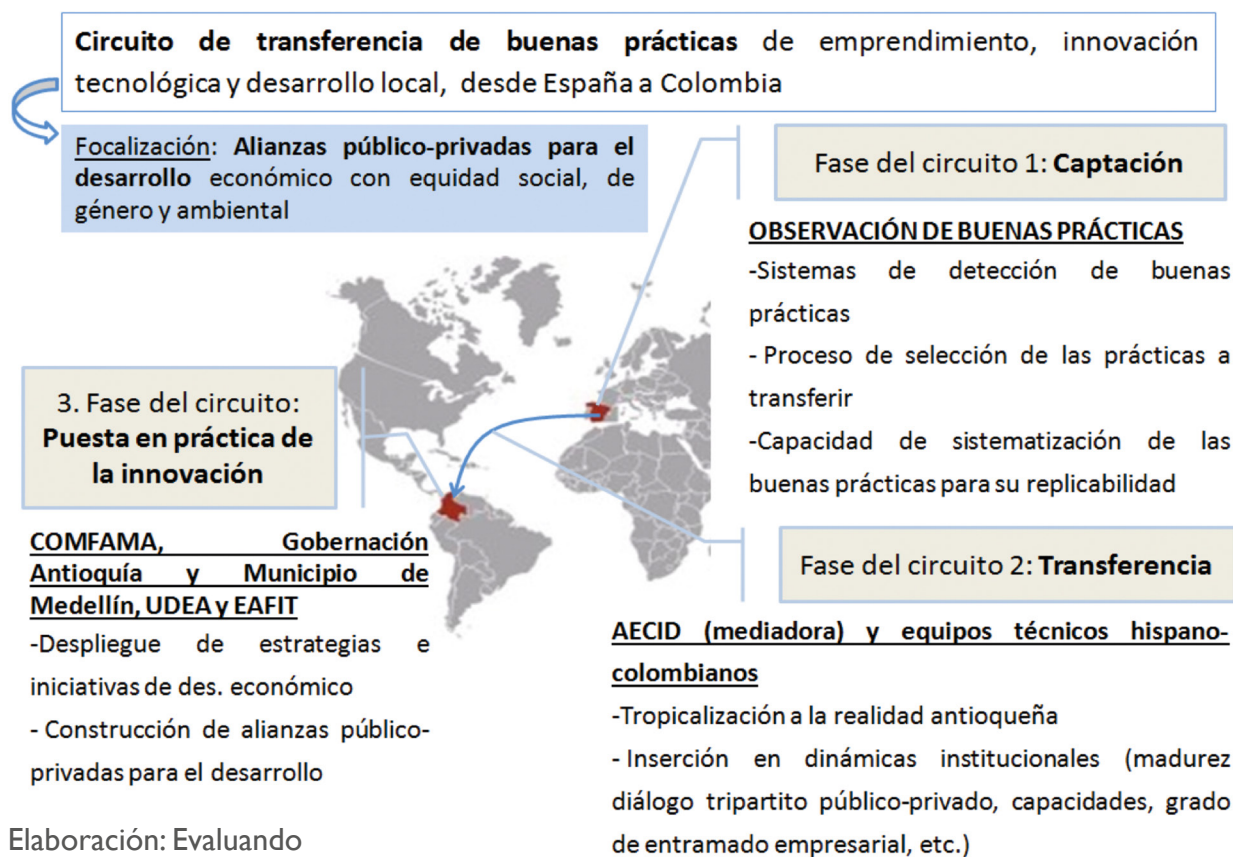 Circuito de transferencia de buenas prácticas de emprendimiento, innovación
tecnológica y desarrollo local, desde España a Colombia
Focalización: Alianzas público-privadas para el
desarrollo económico con equidad social, de
género y ambiental
Fase del circuito 1: Captación
OBSERVACIÓN DE BUENAS PRÁCTICAS
-Sistemas de detección de buenas
prácticas
- Proceso de selección de las prácticas a
transferir
-Capacidad de sistematización de las
buenas prácticas para su replicabilidad
Fase del circuito 2: Transferencia
AECID (mediadora) y equipos técnicos hispano-
colombianos
-Tropicalización a la realidad antioqueña
- Inserción en dinámicas institucionales (madurez
diálogo tripartito público-privado, capacidades, grado
de entramado empresarial, etc.)
3. Fase del circuito:
Puesta en práctica de
la innovación
COMFAMA, Gobernación
Antioquía y Municipio de
Medellín, UDEA y EAFIT
-Despliegue de estrategias e
iniciativas de des. económico
- Construcción de alianzas público-
privadas para el desarrollo
Elaboración: Evaluando